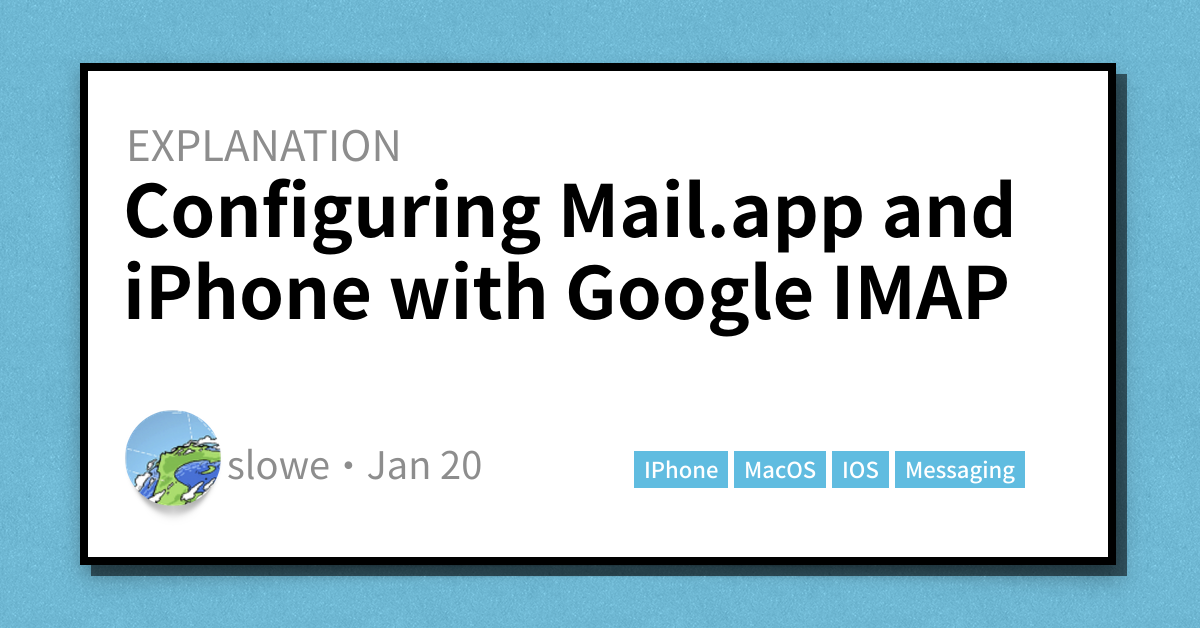 EXPLANATION
Configuring Mail.app and
iPhone with Google IMAP
slowe • Jan 20
IPhone MacOS IOS Messaging